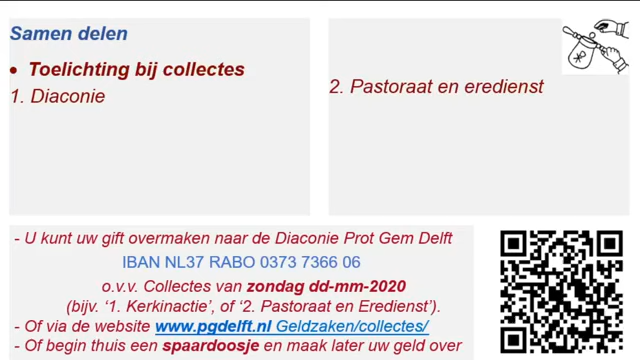 Samen delen
• Toelichting bij collectes
1. Diaconie
2. Pastoraat en eredienst
- U kunt uw gift overmaken naar de Diaconie Prot Gem Delft
IBAN NL37 RABO 0373 7366 06
o.v.v. Collectes van zondag dd-mm-2020
(bijv. ‘1. Kerkinactie’, of ‘2. Pastoraat en Eredienst’).
- Of via de website www.pgdelft.nl Geldzaken/collectes/
- Of begin thuis een spaardoosje en maak later uw geld over